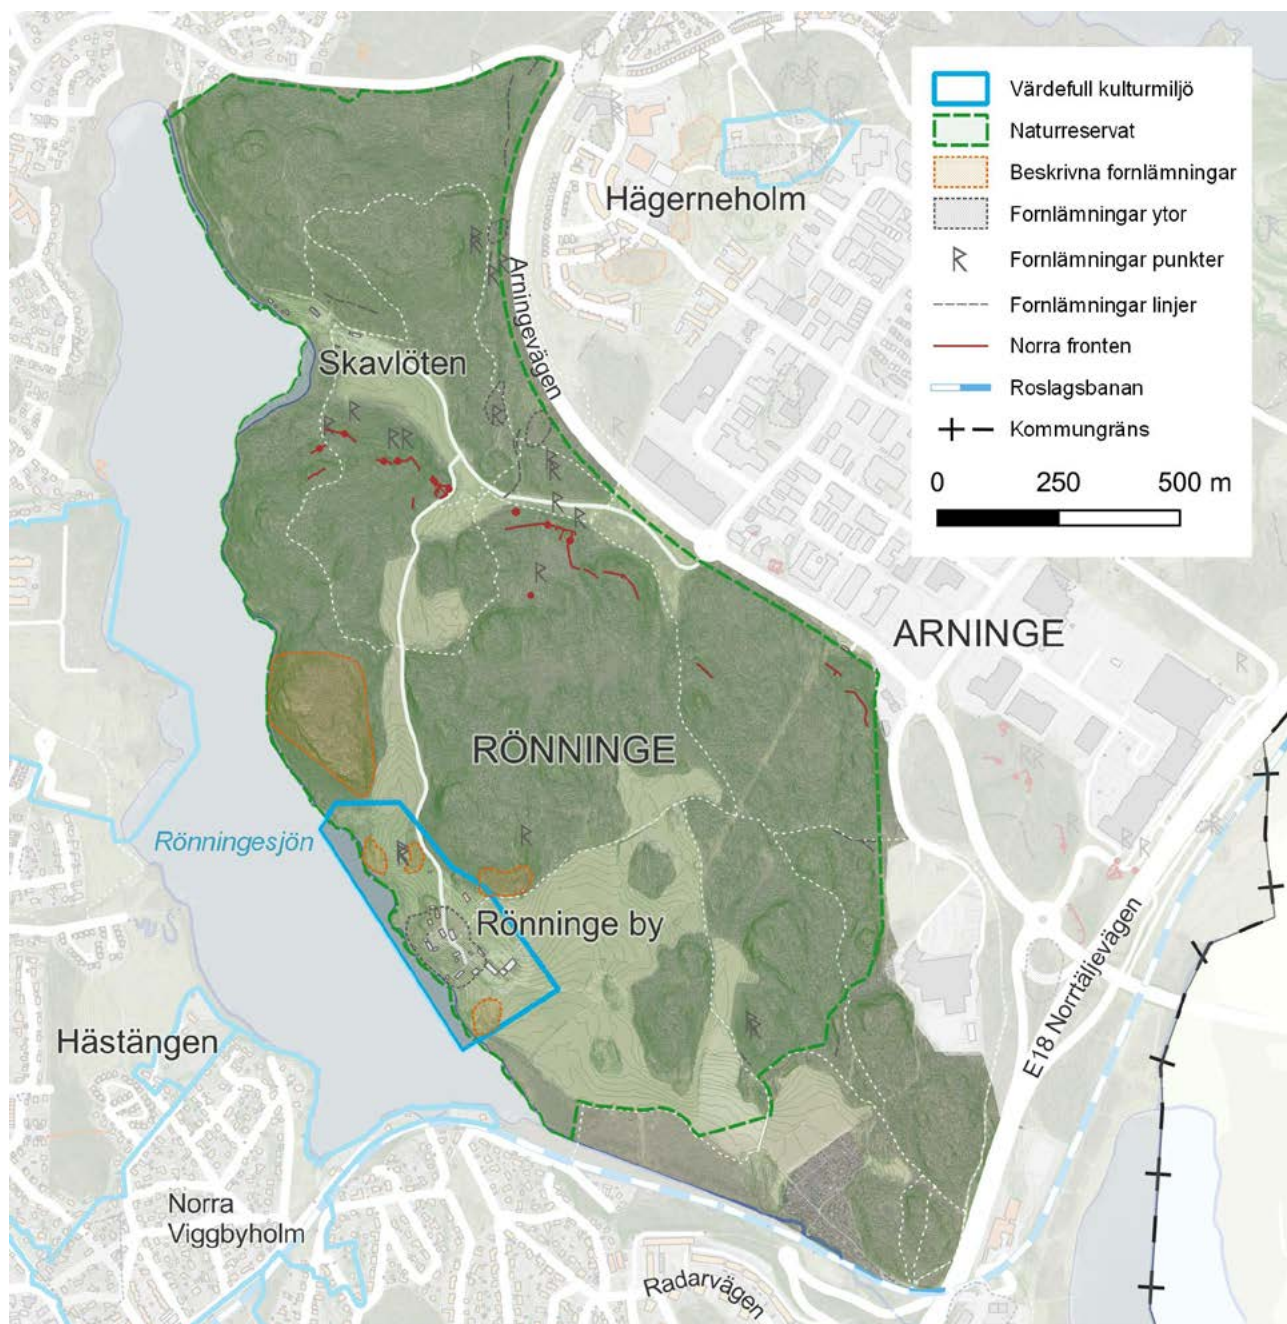 Värdefull kulturmiljö
Naturreservat
Beskrivna fornlämningar
Fornlämningar ytor
Fornlämningar punkter
Fornlämningar linjer
Norra fronten
Roslagsbanan
Kommungräns
0 250 500 m
Hägerneholm
Arningevägen
Skavlöten
ARNINGE
RÖNNINGE
Rönningesjön
Rönninge by
E18 Norrtäljevägen
Hästängen
Norra
Viggbyholm
Radarvägen